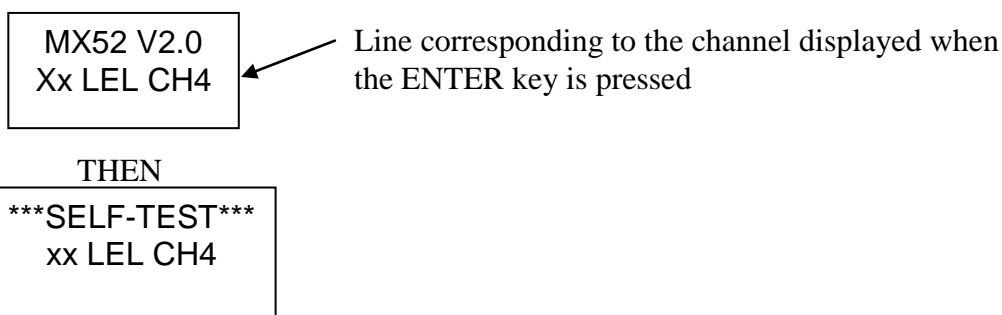 MX52 V2.0
Xx LEL CH4
Line corresponding to the channel displayed when
the ENTER key is pressed
THEN
***SELF-TEST***
xx LEL CH4